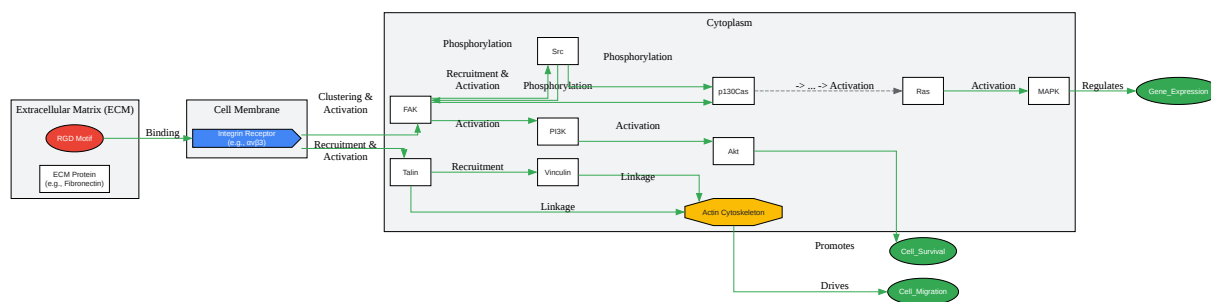 Cytoplasm
Extracellular Matrix (ECM)
RGD Motif
ECM Protein
(e.g., Fibronectin)
Binding
Cell Membrane
Integrin Receptor
(e.g., αvβ3)
Clustering &
Activation
Recruitment &
Activation
FAK
Talin
Phosphorylation
Recruitment &
Activation
Phosphorylation
Activation
Recruitment
Linkage
Src
PI3K
Vinculin
Phosphorylation
Activation
Linkage
p130Cas
Akt
Actin Cytoskeleton
-> ... -> Activation
Ras
Activation
MAPK
Regulates
Gene_Expression
Promotes
Cell_Survival
Drives
Cell_Migration